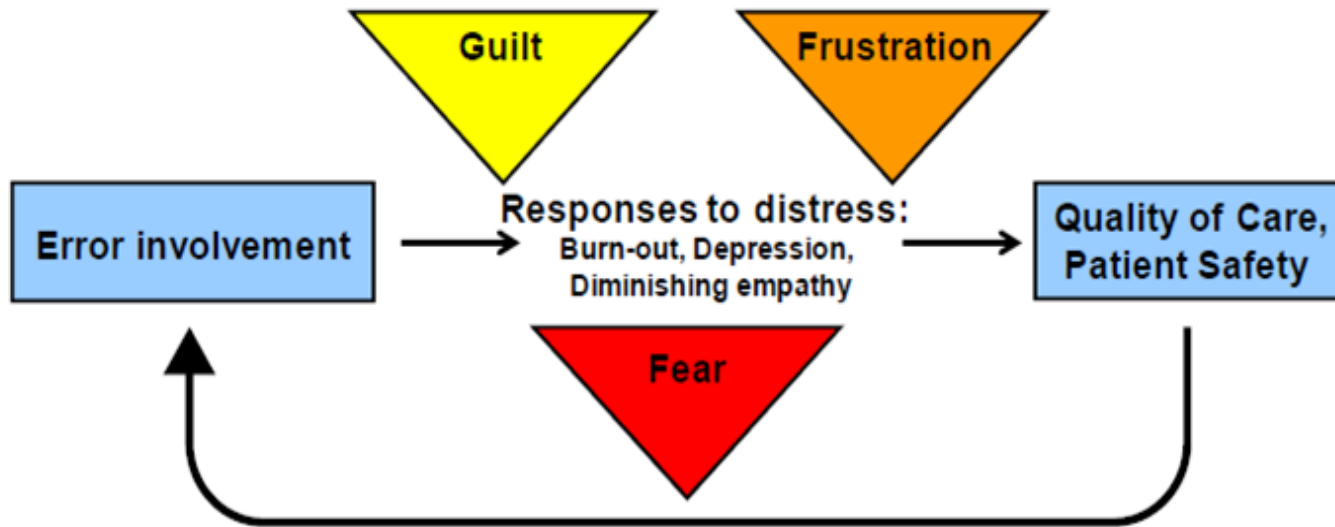 Guilt
Frustration
Error involvement
Responses to distress:
Burn-out, Depression,
Diminishing empathy
Quality of Care,
Patient Safety
Fear